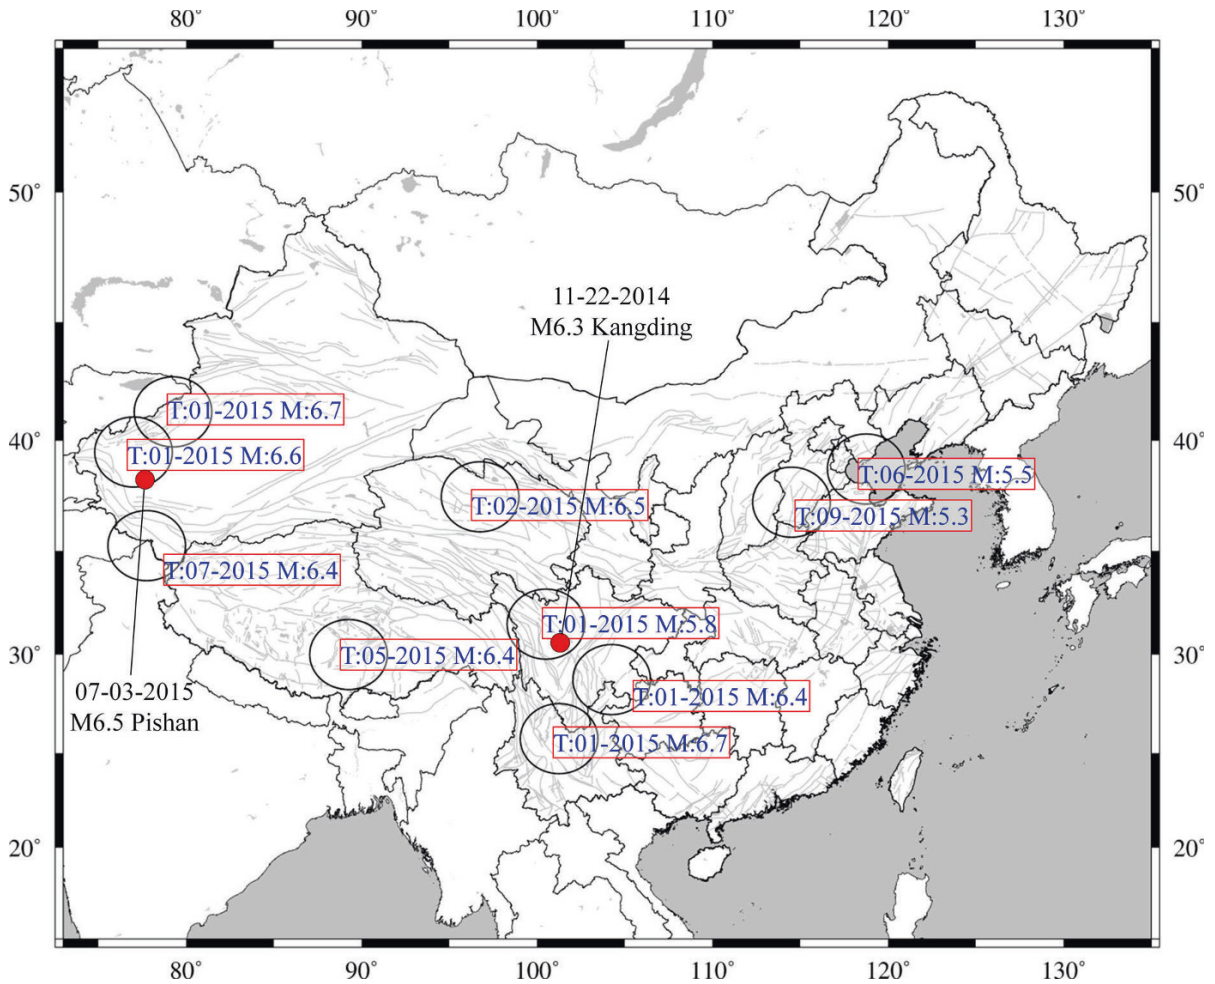 80° 90° 100° 110° 120° 130°
50° 50°
11-22-2014
M6.3 Kangding
T:01-2015 M:6.7
40° 40°
T:01-2015 M:6.6
T:06-2015 M:5.5
T:02-2015 M:6.5
T:09-2015 M:5.3
T:07-2015 M:6.4
T:01-2015 M:5.8
30° 30°
T:05-2015 M:6.4
07-03-2015
M6.5 Pishan
T:01-2015 M:6.4
T:01-2015 M:6.7
20° 20°
80° 90° 100° 110° 120° 130°